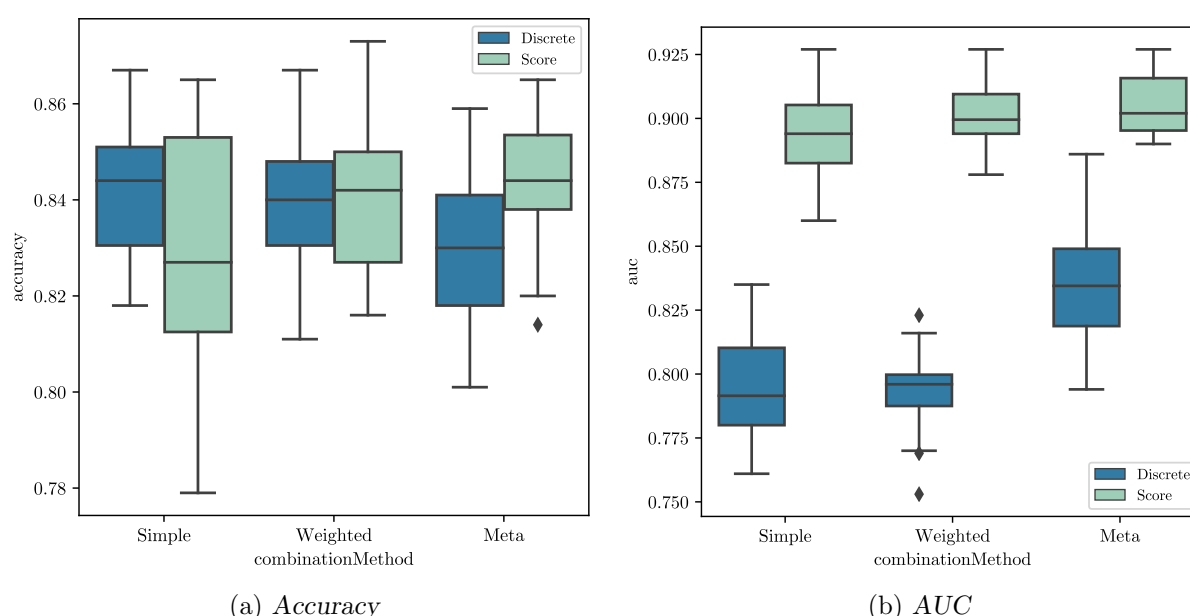 Discrete
Score
0.86
0.84
0.82
0.80
0.78
accuracy
Simple
Weighted
Meta
combinationMethod
(a) Accuracy
0.925
0.900
0.875
0.850
0.825
0.800
0.775
0.750
auc
Discrete
Score
Simple
Weighted
Meta
combinationMethod
(b) AUC